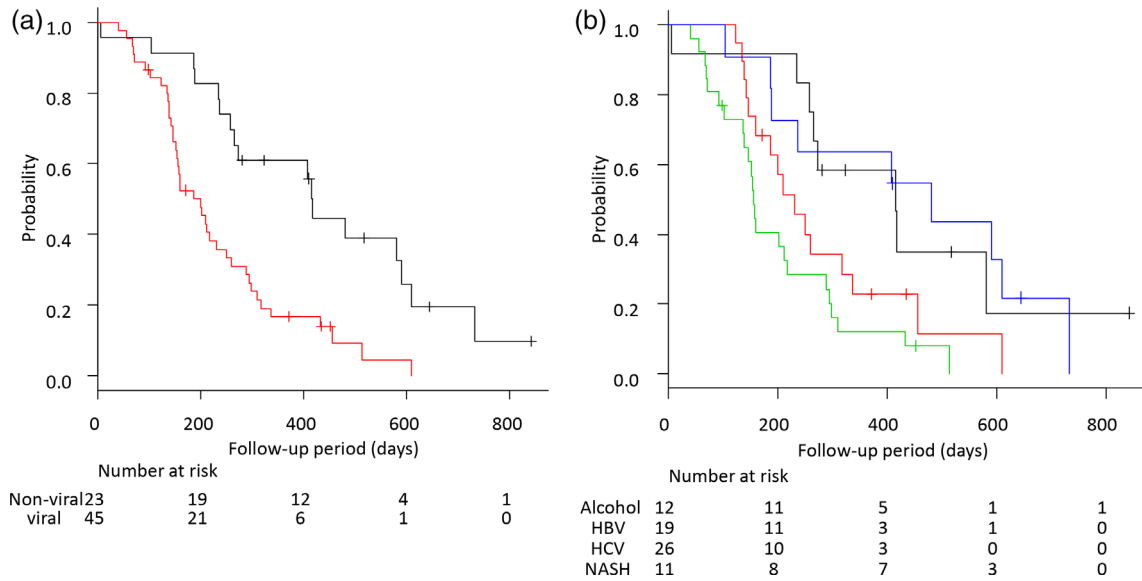 (a)
1.0
0.8
0.6
0.4
0.2
0.0
Probability
0 200 400 600 800
Follow-up period (days)
Number at risk
Non-viral 23 19 12 4 1
viral 45 21 6 1 0
(b)
1.0
0.8
0.6
0.4
0.2
0.0
Probability
0 200 400 600 800
Follow-up period (days)
Number at risk
Alcohol 12 11 5 1 1
HBV 19 11 3 1 0
HCV 26 10 3 0 0
NASH 11 8 7 3 0